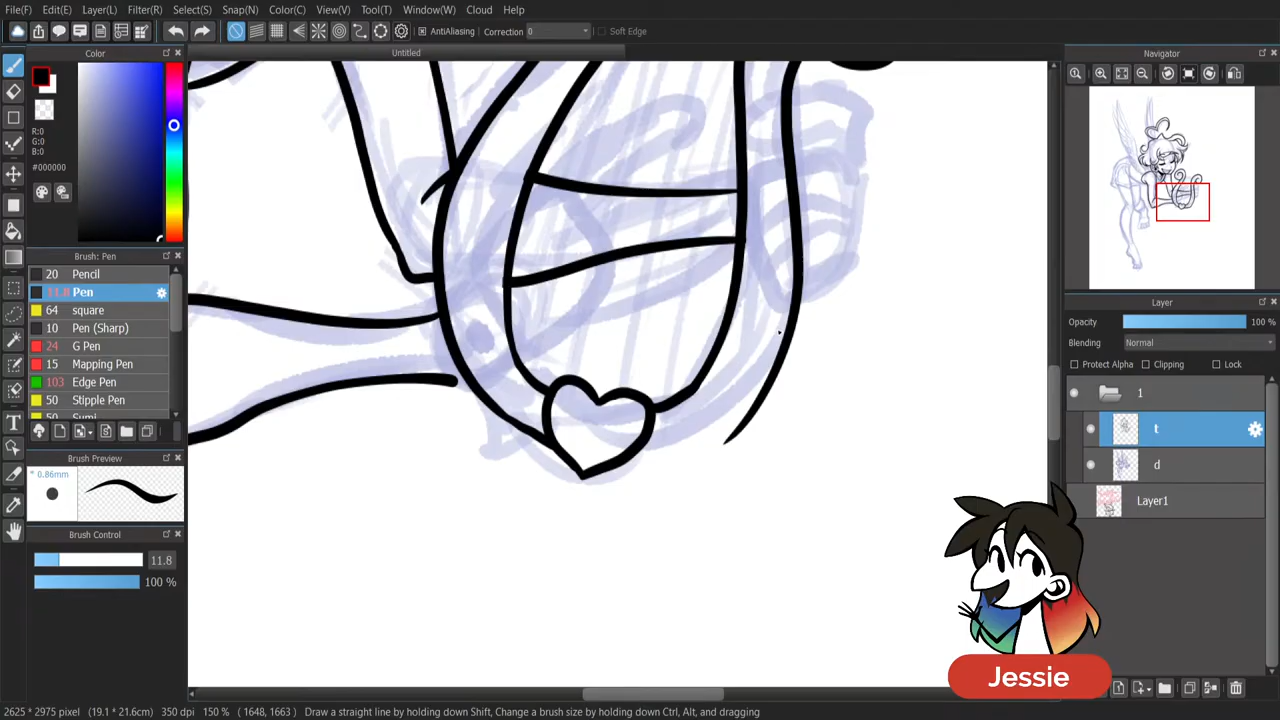 File(F) Edit(E) Layer(L) Filter(R) Select(S) Snap(N) Color(C) View(V) Tool(T) Window(W) Cloud Help
AntiAliasing Correction 0 Soft Edge
Color
Untitled
Navigator
R:0
G:0
B:0
#000000
Brush: Pen
20 Pencil
11.8 Pen
64 square
10 Pen (Sharp)
24 G Pen
15 Mapping Pen
103 Edge Pen
50 Stipple Pen
50 Sumi
Brush Preview
* 0.86mm
Brush Control
11.8
100 %
Layer
Opacity 100 %
Blending Normal
Protect Alpha Clipping Lock
1
t
d
Layer1
Jessie
2625 * 2975 pixel (19.1 * 21.6cm) 350 dpi 150 % ( 1648, 1663 ) Draw a straight line by holding down Shift, Change a brush size by holding down Ctrl, Alt, and dragging